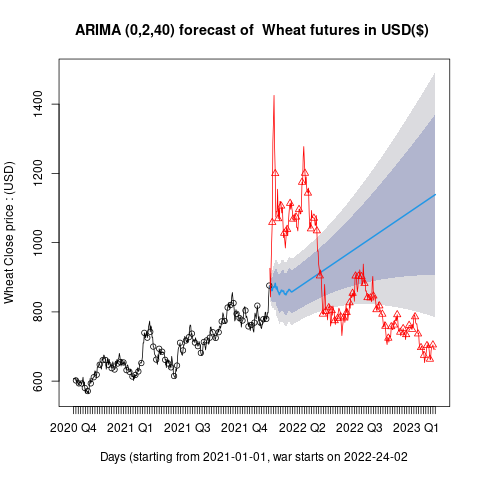 ARIMA (0,2,40) forecast of  Wheat futures in USD($)
Wheat Close price : (USD)
1400
1200
1000
800
600
2020 Q4 2021 Q1 2021 Q3 2021 Q4 2022 Q2 2022 Q3 2023 Q1
Days (starting from 2021-01-01, war starts on 2022-24-02